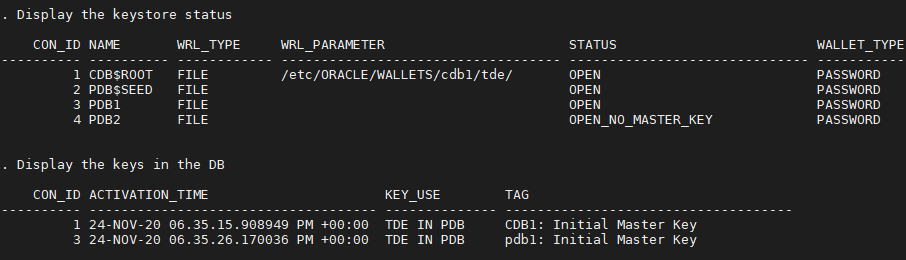 . Display the keystore status
    CON_ID NAME     WRL_TYPE     WRL_PARAMETER                       STATUS                         WALLET_TYPE
---------- -------- ------------ ----------------------------------- ------------------------------ -----------
         1 CDB$ROOT FILE         /etc/ORACLE/WALLETS/cdb1/tde/       OPEN                           PASSWORD
         2 PDB$SEED FILE                                             OPEN                           PASSWORD
         3 PDB1     FILE                                             OPEN                           PASSWORD
         4 PDB2     FILE                                             OPEN_NO_MASTER_KEY             PASSWORD
. Display the keys in the DB
    CON_ID ACTIVATION_TIME                      KEY_USE        TAG
---------- ------------------------------------ -------------- ------------------------------------
         1 24-NOV-20 06.35.15.908949 PM +00:00  TDE IN PDB     CDB1: Initial Master Key
         3 24-NOV-20 06.35.26.170036 PM +00:00  TDE IN PDB     pdb1: Initial Master Key